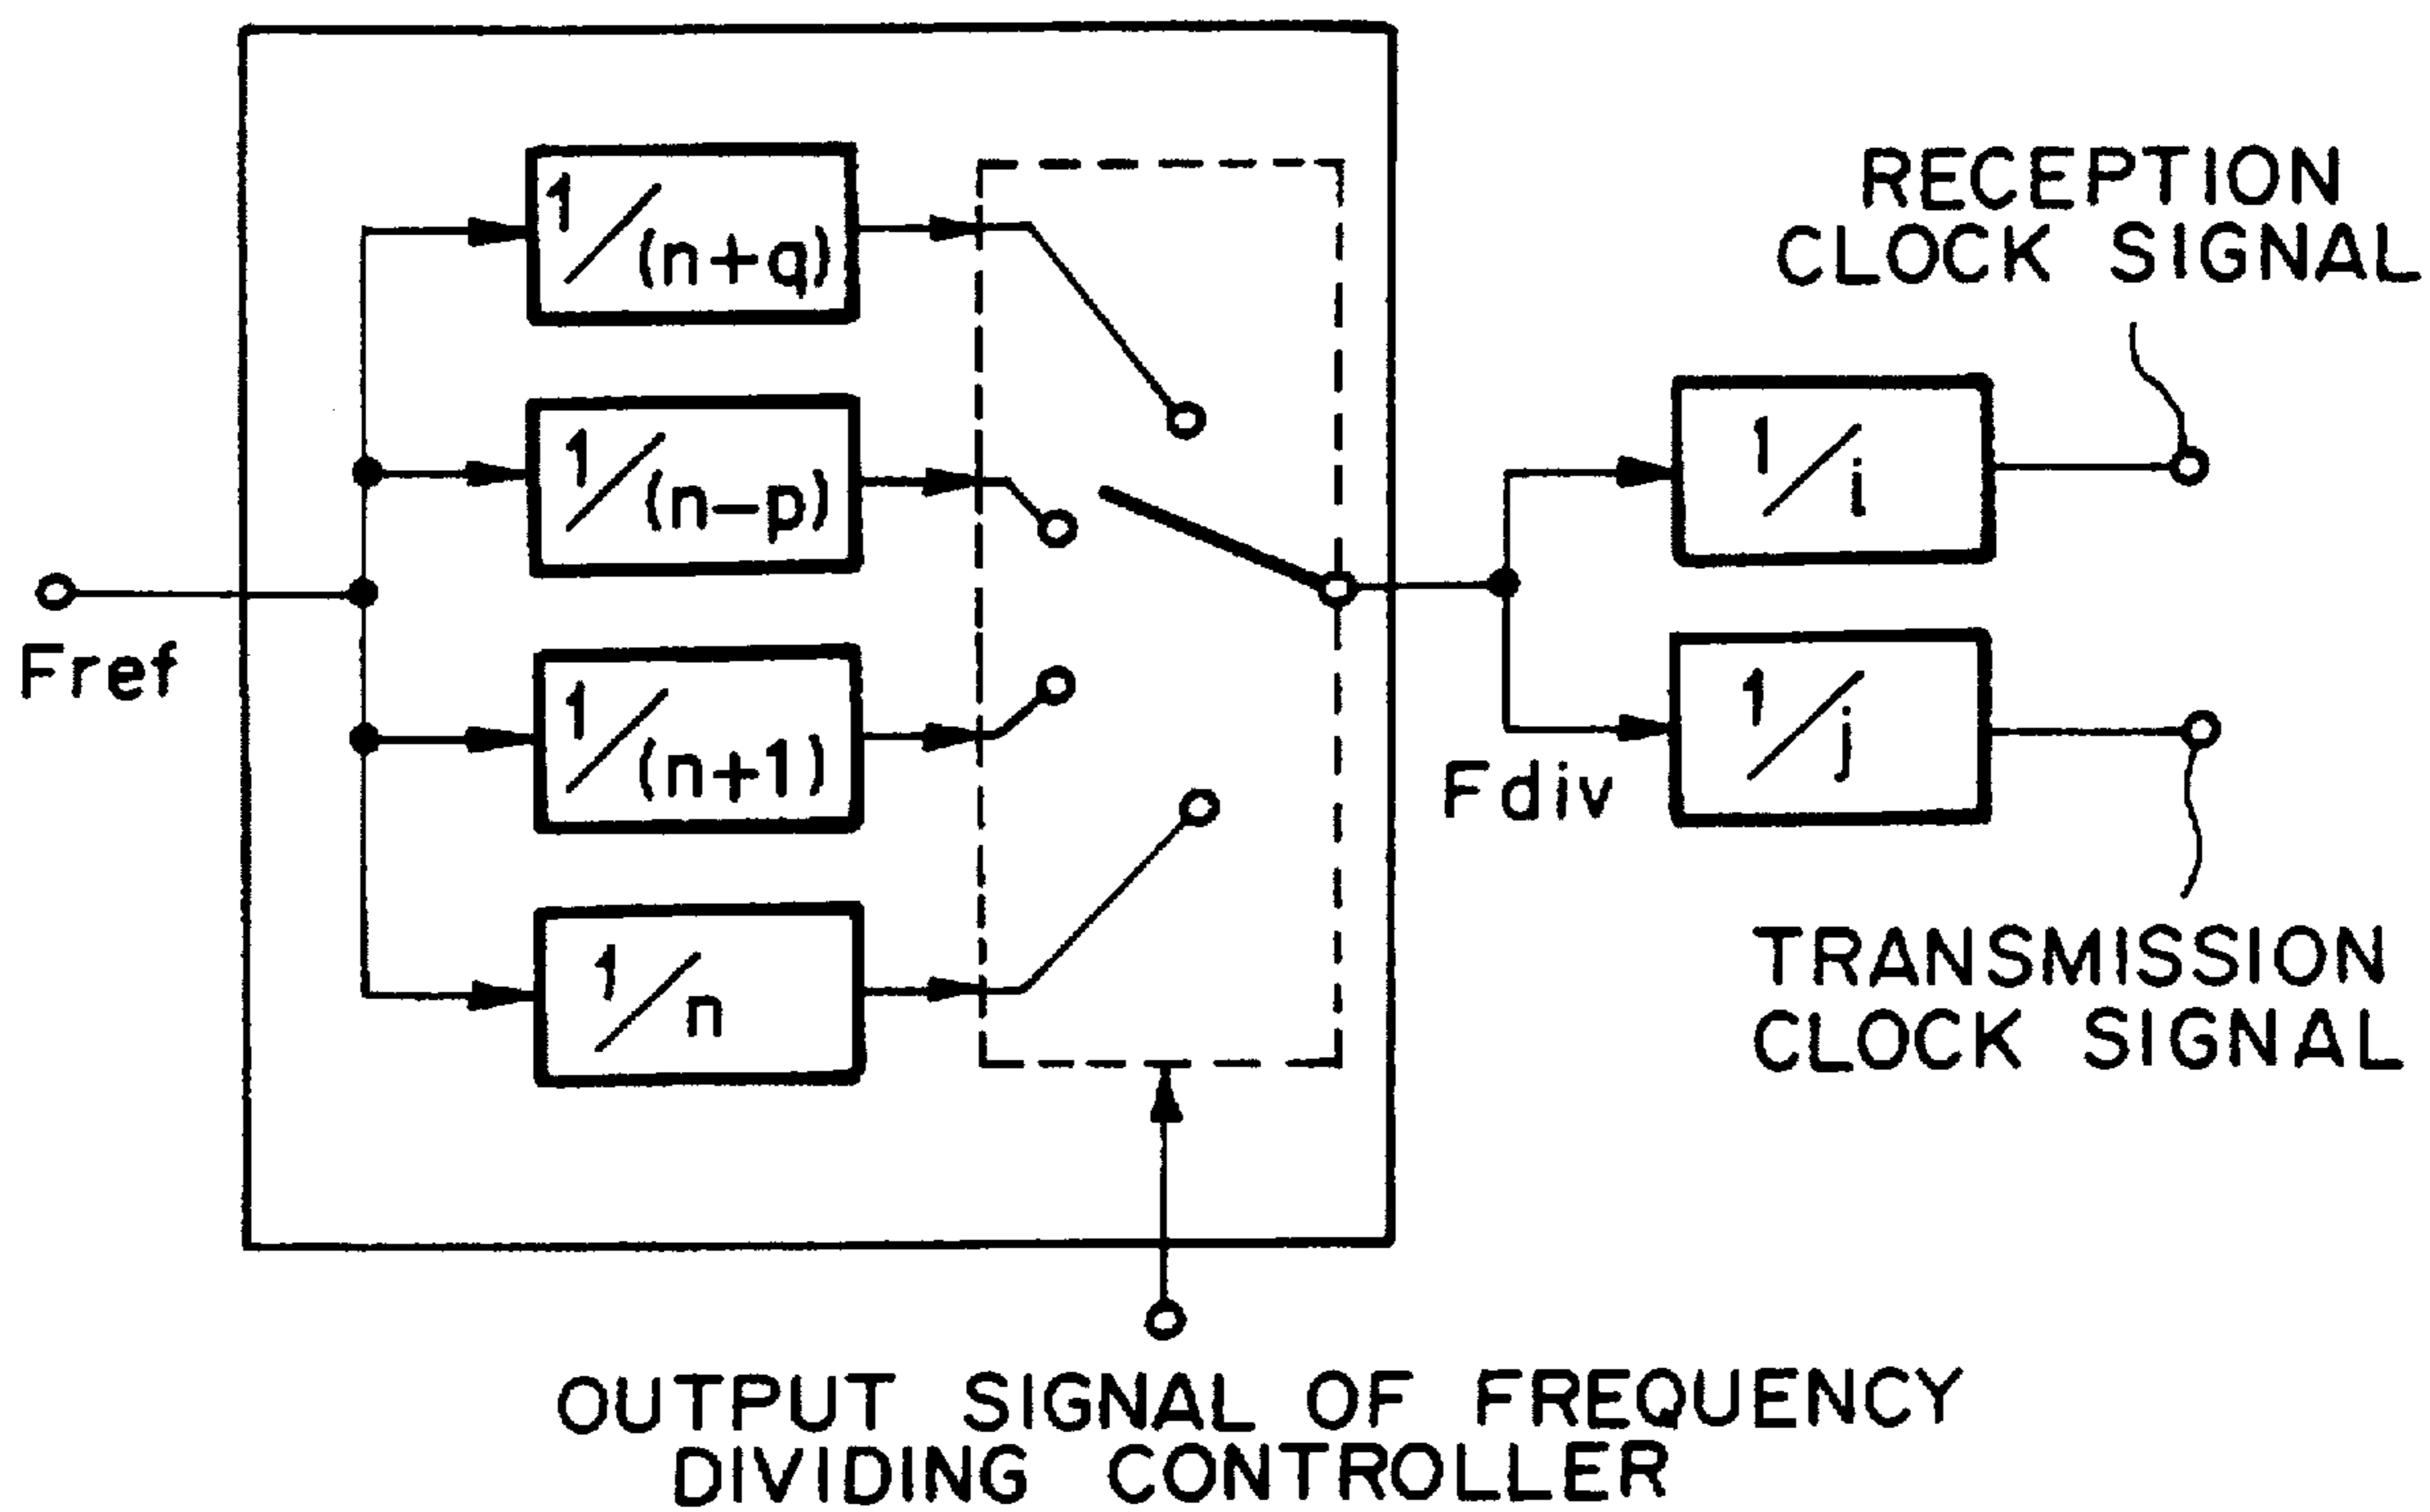 1/(n+q)
1/(n-p)
1/(n+1)
1/n
Fref
1/i
1/j
Fdiv
RECEPTION
CLOCK SIGNAL
TRANSMISSION
CLOCK SIGNAL
OUTPUT SIGNAL OF FREQUENCY
DIVIDING CONTROLLER